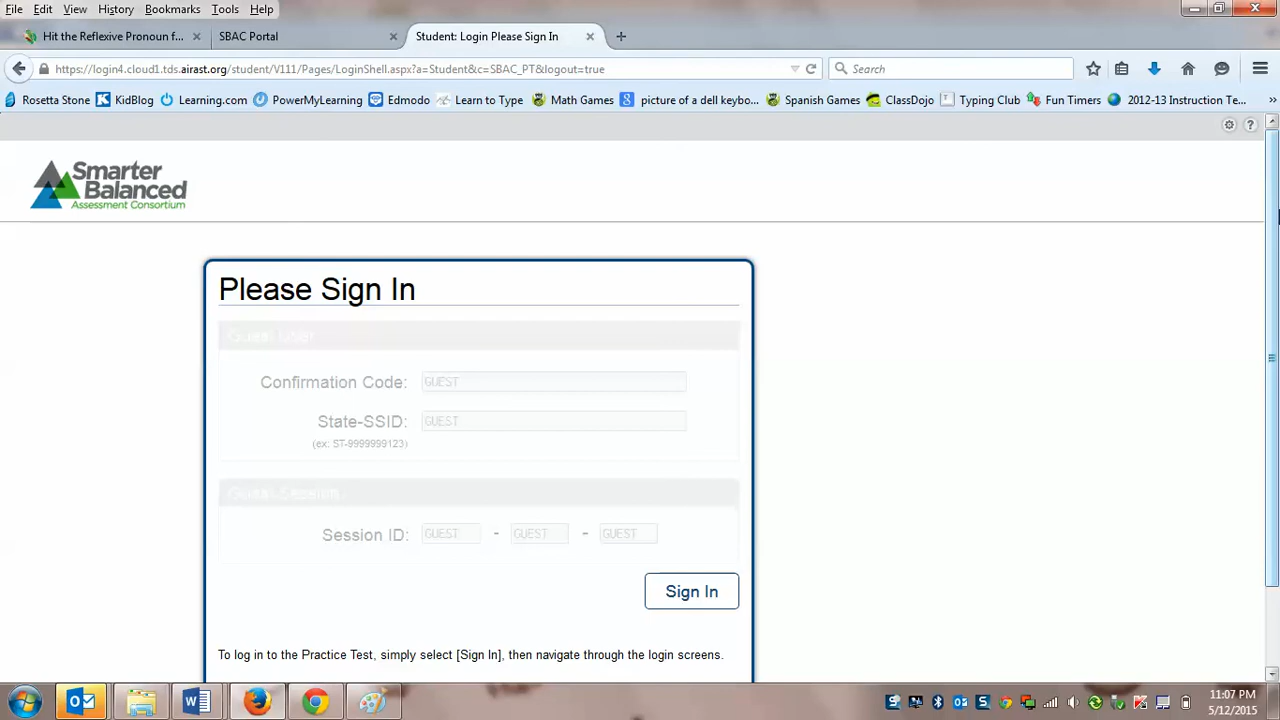 File Edit View History Bookmarks Tools Help
Hit the Reflexive Pronoun f... × SBAC Portal × Student: Login Please Sign In × +
https://login4.cloud1.tds.airast.org/student/V111/Pages/LoginShell.aspx?a=Student&c=SBAC_PT&logout=true Search
Rosetta Stone KidBlog Learning.com PowerMyLearning Edmodo Learn to Type Math Games picture of a dell keybo... Spanish Games ClassDojo Typing Club Fun Timers 2012-13 Instruction Te... »
Smarter
Balanced
Assessment Consortium
Please Sign In
Guest User
Confirmation Code: GUEST
State-SSID: GUEST
(ex: ST-9999999123)
Guest Session
Session ID: GUEST - GUEST - GUEST
Sign In
To log in to the Practice Test, simply select [Sign In], then navigate through the login screens.
11:07 PM
5/12/2015